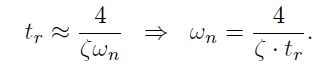 t_r ≈ 4 / (ζω_n) ⇒ ω_n = 4 / (ζ · t_r).